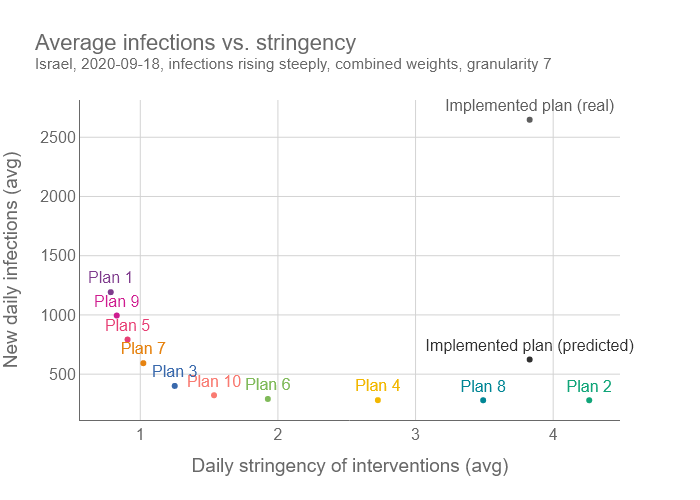 Average infections vs. stringency
Israel, 2020-09-18, infections rising steeply, combined weights, granularity 7
Implemented plan (real)
2500
2000
1500
Plan 1
Plan 9
1000
Plan 5
Plan 7
Implemented plan (predicted)
Plan 3
500
Plan 10
Plan 6
Plan 4
Plan 8
Plan 2
1
2
3
4
New daily infections (avg)
Daily stringency of interventions (avg)